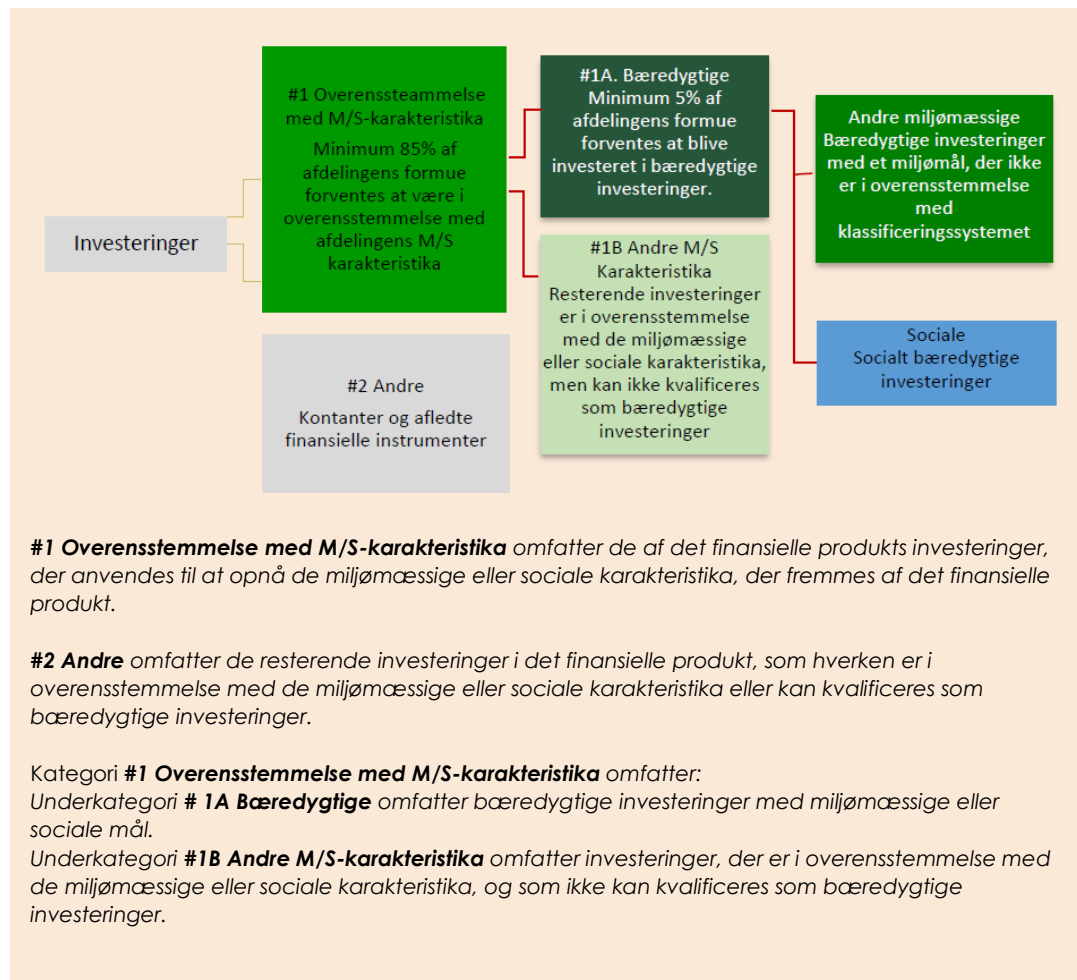 Investeringer
#1 Overenssteammelse
med M/S-karakteristika
Minimum 85% af
afdelingens formue
forventes at være i
overensstemmelse med
afdelingens M/S
karakteristika
#2 Andre
Kontanter og afledte
finansielle instrumenter
#1A. Bæredygtige
Minimum 5% af
afdelingens formue
forventes at blive
investeret i bæredygtige
investeringer.
#1B Andre M/S
Karakteristika
Resterende investeringer
er i overensstemmelse
med de miljømæssige
eller sociale karakteristika,
men kan ikke kvalificeres
som bæredygtige
investeringer
Andre miljømæssige
Bæredygtige investeringer
med et miljømål, der ikke
er i overensstemmelse
med
klassificeringssystemet
Sociale
Socialt bæredygtige
investeringer
#1 Overensstemmelse med M/S-karakteristika omfatter de af det finansielle produkts investeringer,
der anvendes til at opnå de miljømæssige eller sociale karakteristika, der fremmes af det finansielle
produkt.
#2 Andre omfatter de resterende investeringer i det finansielle produkt, som hverken er i
overensstemmelse med de miljømæssige eller sociale karakteristika eller kan kvalificeres som
bæredygtige investeringer.
Kategori #1 Overensstemmelse med M/S-karakteristika omfatter:
Underkategori # 1A Bæredygtige omfatter bæredygtige investeringer med miljømæssige eller
sociale mål.
Underkategori #1B Andre M/S-karakteristika omfatter investeringer, der er i overensstemmelse med
de miljømæssige eller sociale karakteristika, og som ikke kan kvalificeres som bæredygtige
investeringer.